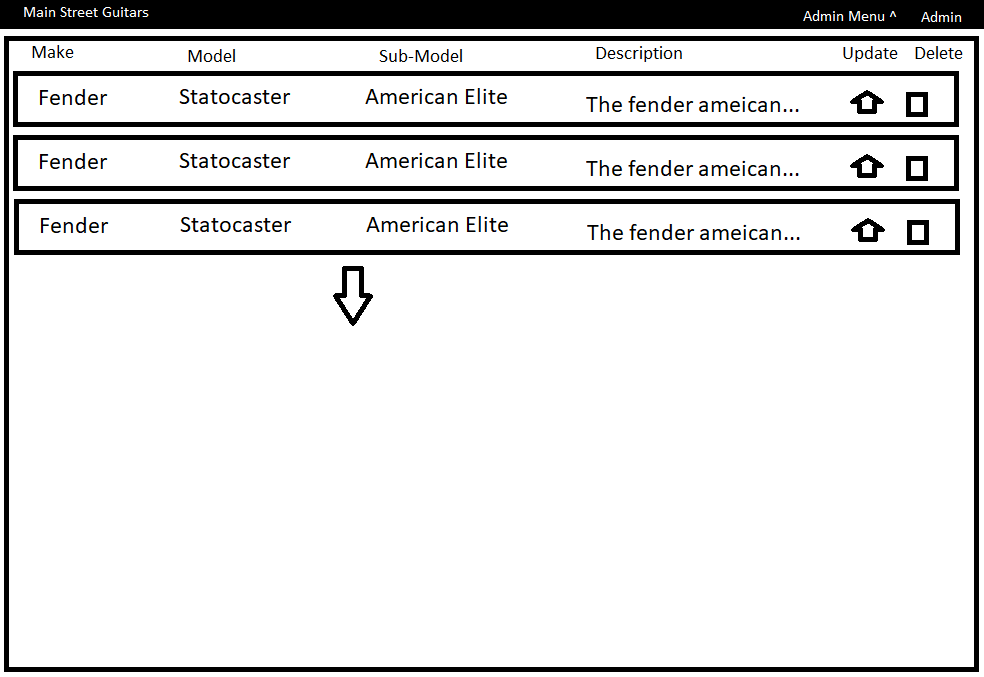 Main Street Guitars
Admin Menu ^ Admin
Make Model Sub-Model Description Update Delete
Fender Statocaster American Elite The fender ameican...
Fender Statocaster American Elite The fender ameican...
Fender Statocaster American Elite The fender ameican...